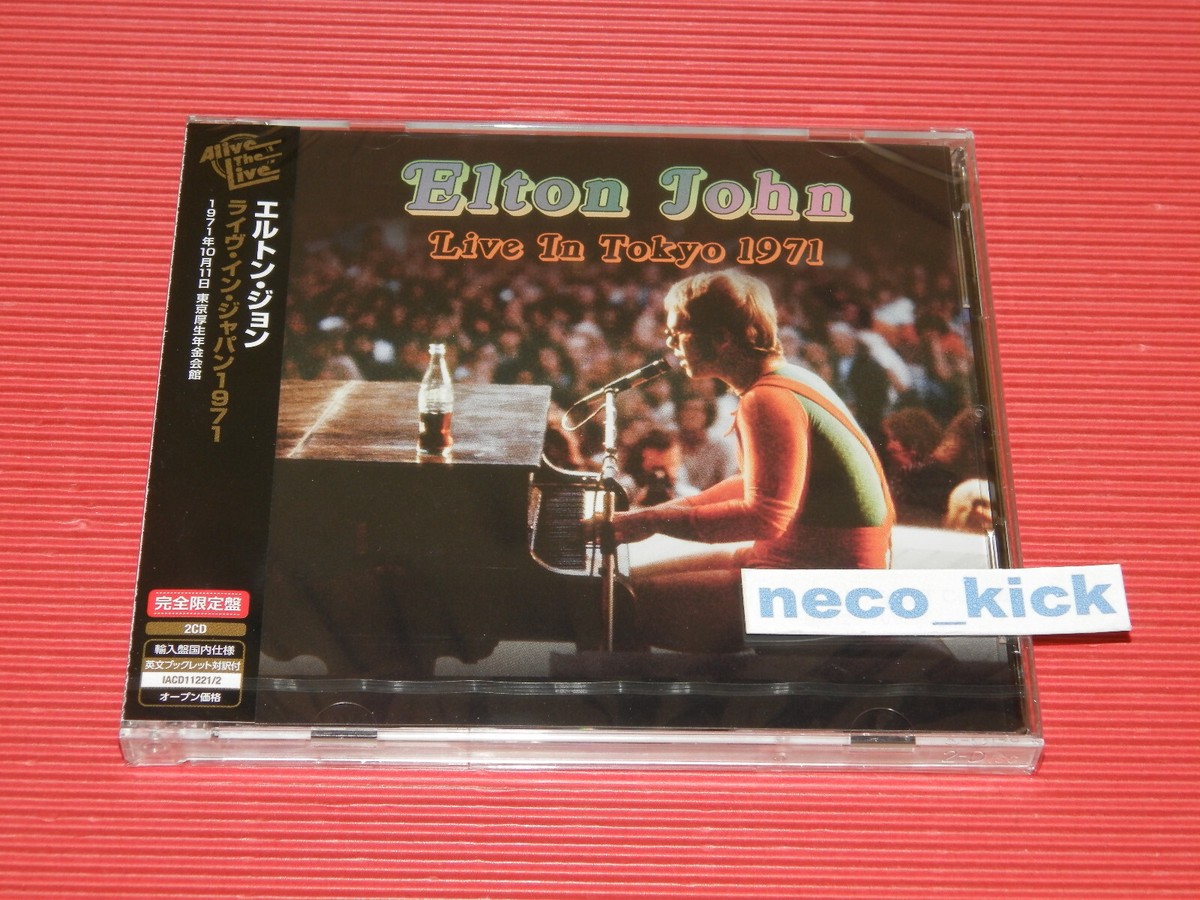 Alive
The
Live
エルトン・ジョン
ライヴ・イン・ジャパン1971
1971年10月11日 東京厚生年金会館
完全限定盤
2CD
輸入盤国内仕様
英文ブックレット対訳付
IACD11221/2
オープン価格
Elton John
Live In Tokyo 1971
neco_kick